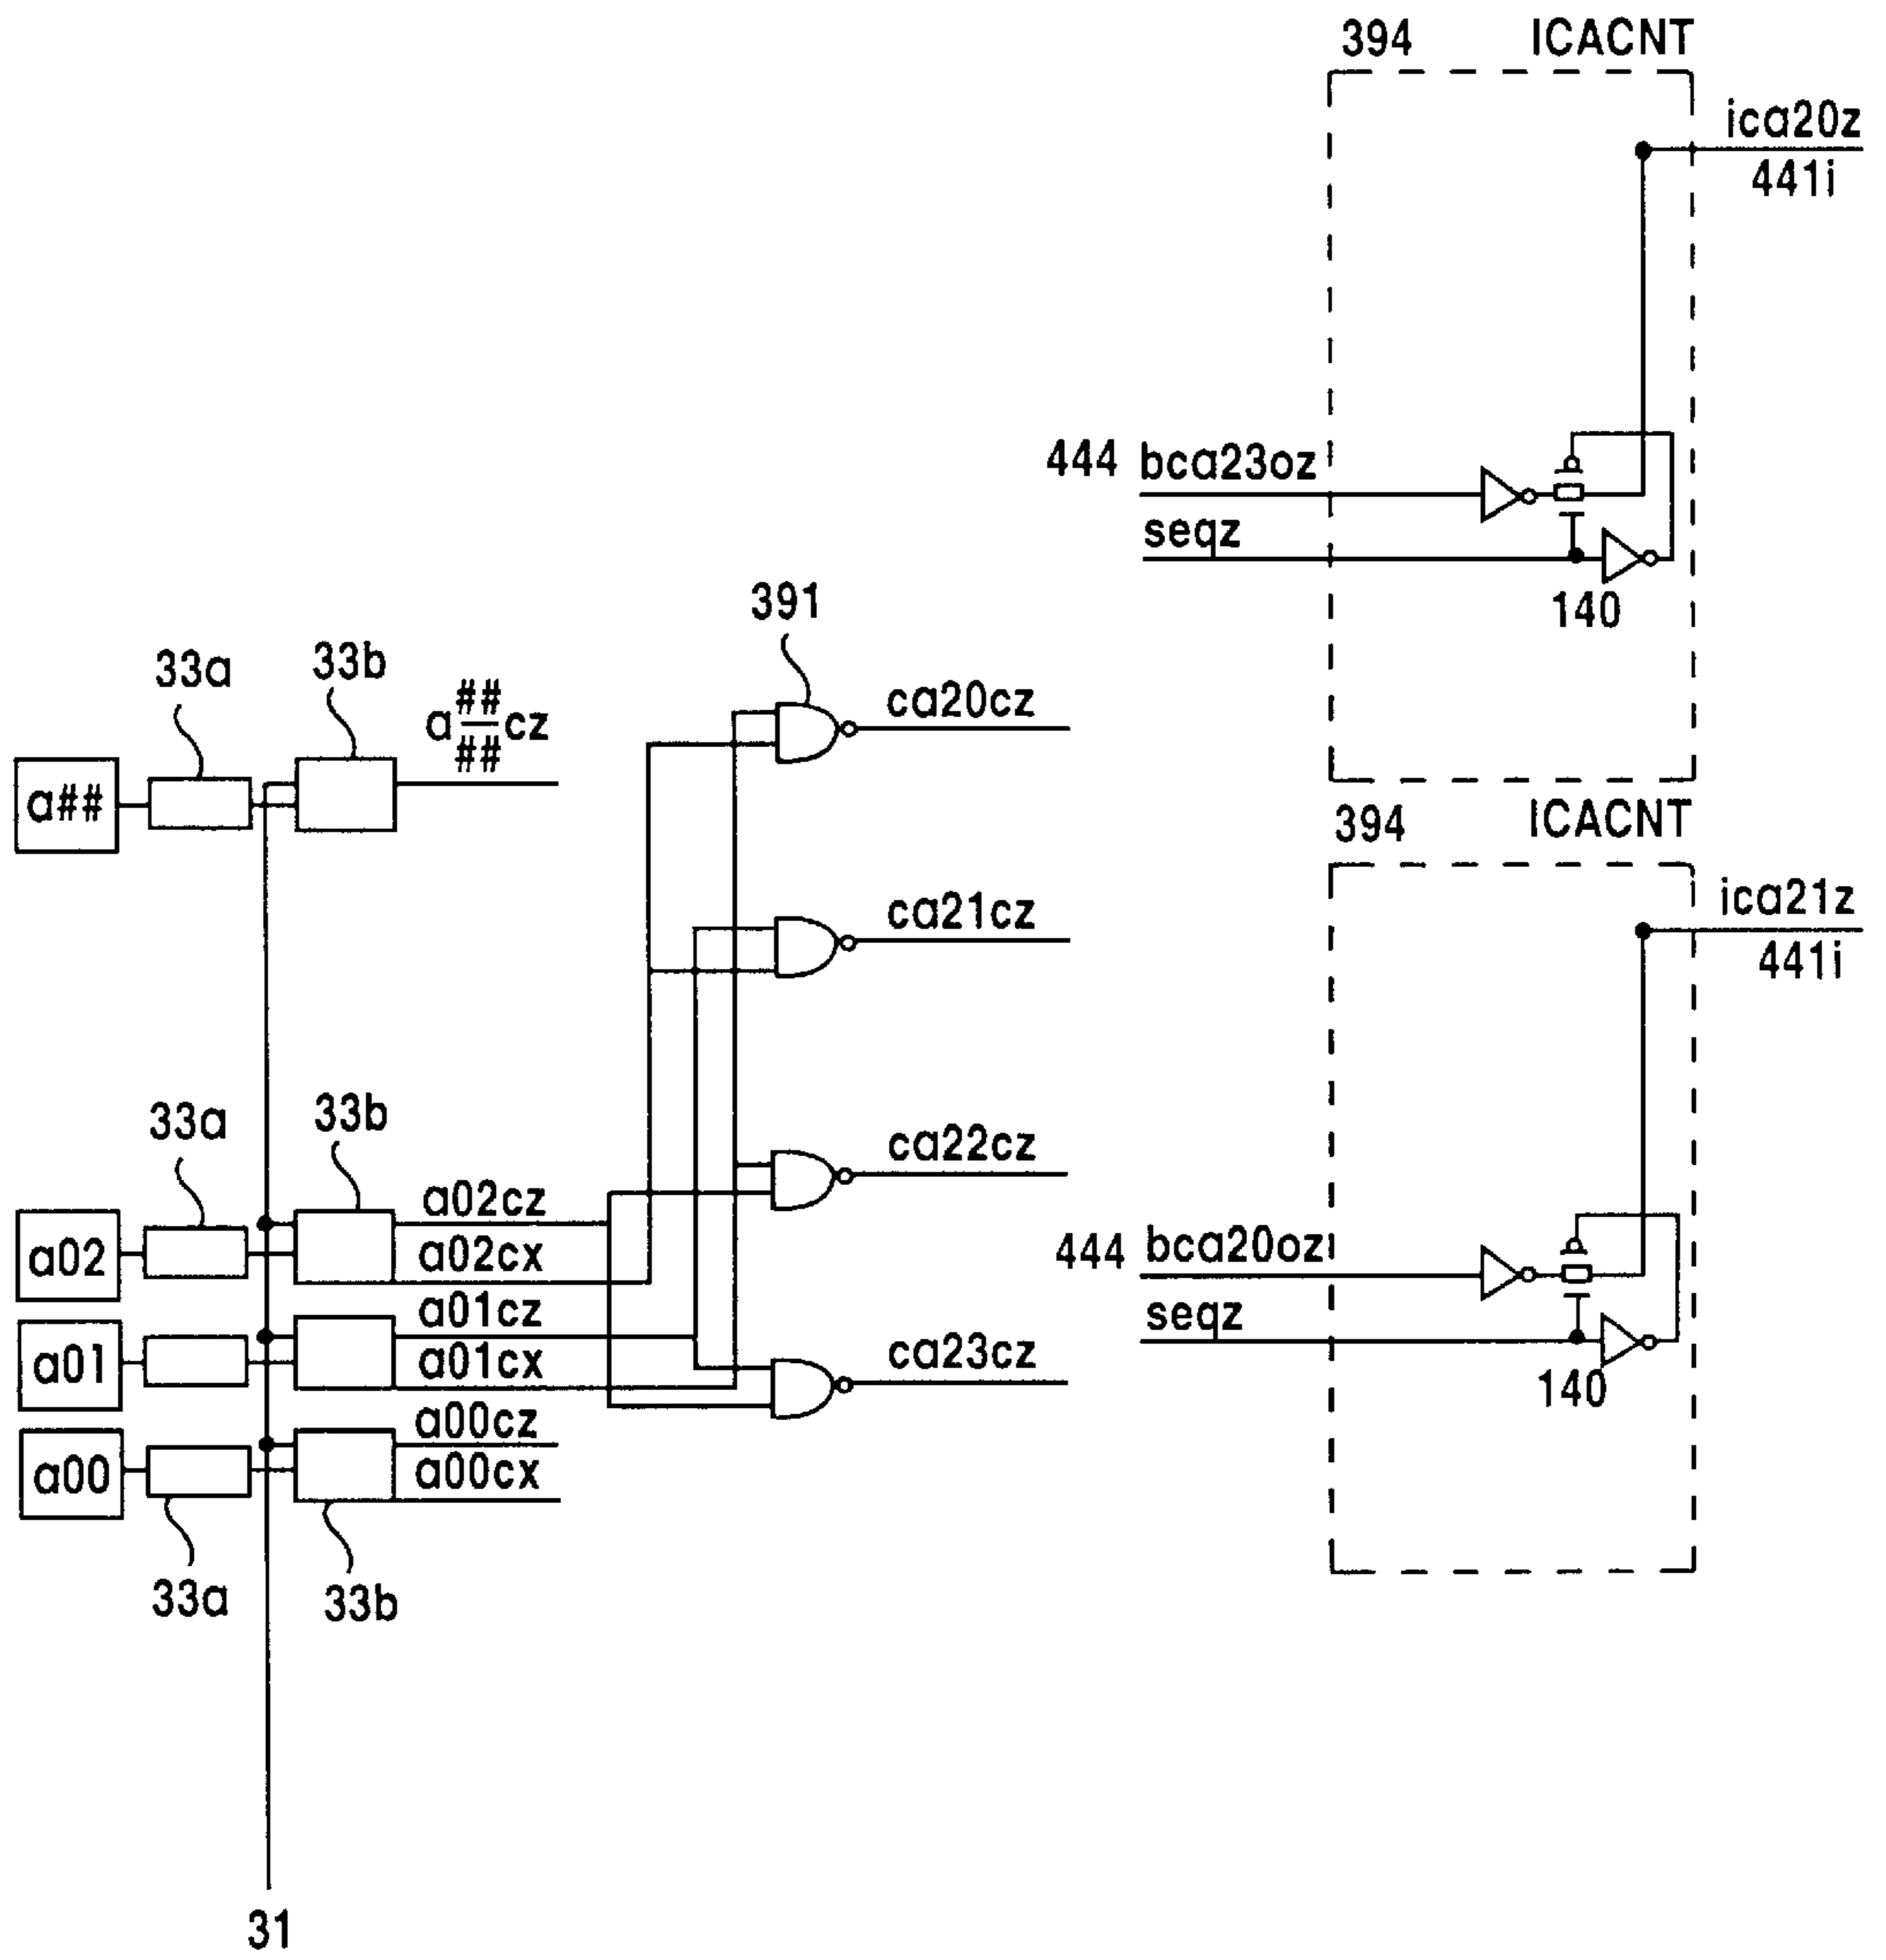 394 ICACNT
ica20z
441i
444 bca23oz
seqz
140
391
33a 33b
a##/##cz
ca20cz
a##
394 ICACNT
ca21cz
ica21z
441i
33a 33b
ca22cz
a02cz
a02
a02cx
444 bca20oz
seqz
a01cz
a01
a01cx
ca23cz
140
a00cz
a00
a00cx
33a 33b
31